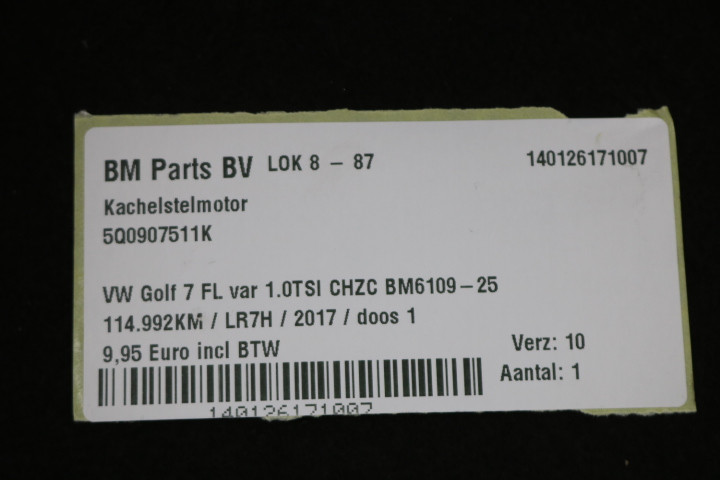 BM Parts BV LOK 8 - 87 140126171007
Kachelstelmotor
5Q0907511K
VW Golf 7 FL var 1.0TSI CHZC BM6109-25
114.992KM / LR7H / 2017 / doos 1
9,95 Euro incl BTW
Verz: 10
Aantal: 1
140126171007